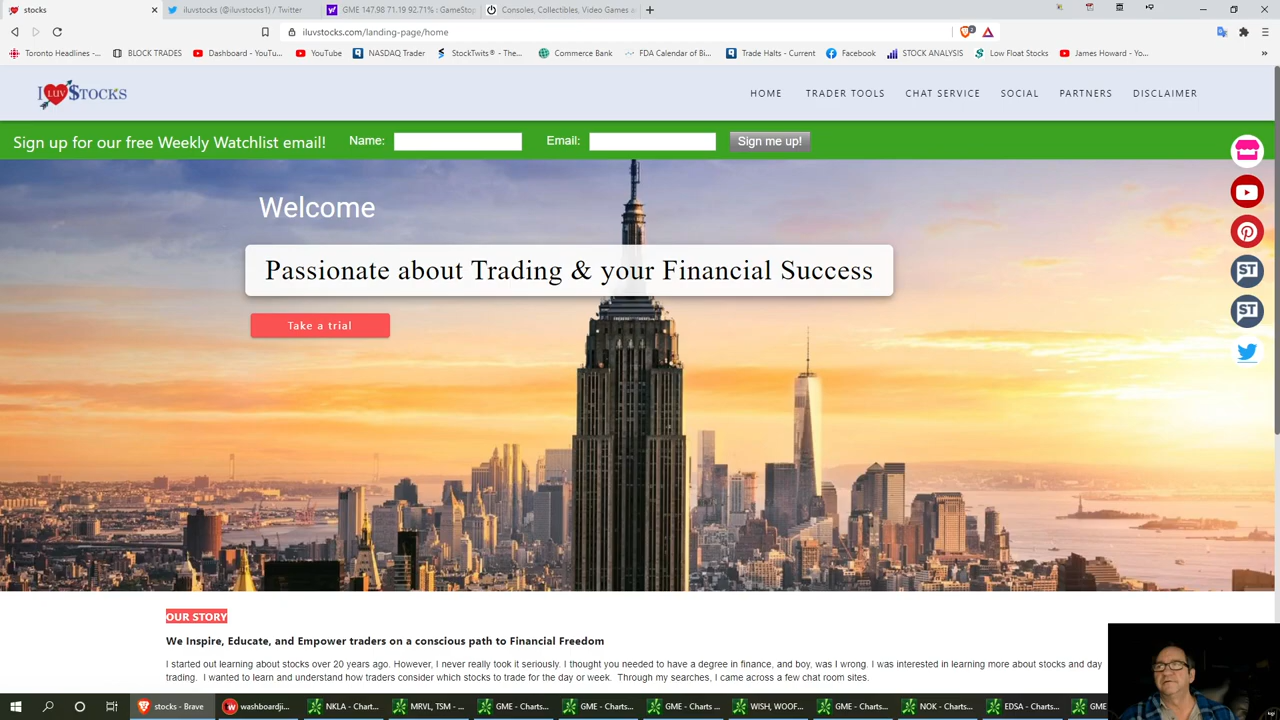 stocks
iluvstocks (@iluvstocks1) / Twitter
GME 147.98 71.19 92.71% : GameStop
Consoles, Collectibles, Video Games a
iluvstocks.com/landing-page/home
Toronto Headlines -...
BLOCK TRADES
Dashboard - YouTu...
YouTube
NASDAQ Trader
StockTwits® - The...
Commerce Bank
FDA Calendar of Bi...
Trade Halts - Current
Facebook
STOCK ANALYSIS
Low Float Stocks
James Howard - Yo...
I LUV $TOCKS
HOME TRADER TOOLS CHAT SERVICE SOCIAL PARTNERS DISCLAIMER
Sign up for our free Weekly Watchlist email! Name: Email: Sign me up!
Welcome
Passionate about Trading & your Financial Success
Take a trial
ST
ST
OUR STORY
We Inspire, Educate, and Empower traders on a conscious path to Financial Freedom
I started out learning about stocks over 20 years ago. However, I never really took it seriously. I thought you needed to have a degree in finance, and boy, was I wrong. I was interested in learning more about stocks and day
trading. I wanted to learn and understand how traders consider which stocks to trade for the day or week. Through my searches, I came across a few chat room sites.
stocks - Brave
washboardji...
NKLA - Chart...
MRVL, TSM - ...
GME - Charts...
GME - Charts...
GME - Charts ...
WISH, WOOF...
GME - Charts...
NOK - Charts...
EDSA - Charts...
GME